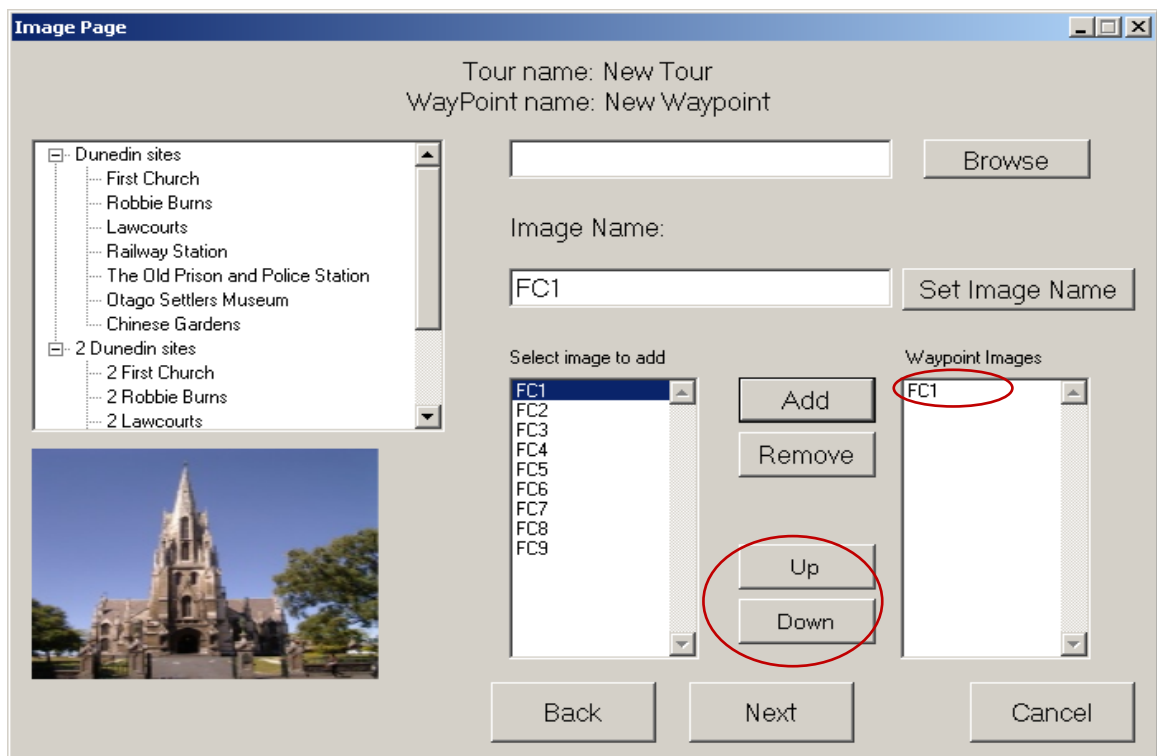 Image Page
Tour name: New Tour
WayPoint name: New Waypoint
Dunedin sites
First Church
Robbie Burns
Lawcourts
Railway Station
The Old Prison and Police Station
Otago Settlers Museum
Chinese Gardens
2 Dunedin sites
2 First Church
2 Robbie Burns
2 Lawcourts
Browse
Image Name:
FC1
Set Image Name
Select image to add
FC1
FC2
FC3
FC4
FC5
FC6
FC7
FC8
FC9
Add
Remove
Up
Down
Waypoint Images
FC1
Back
Next
Cancel